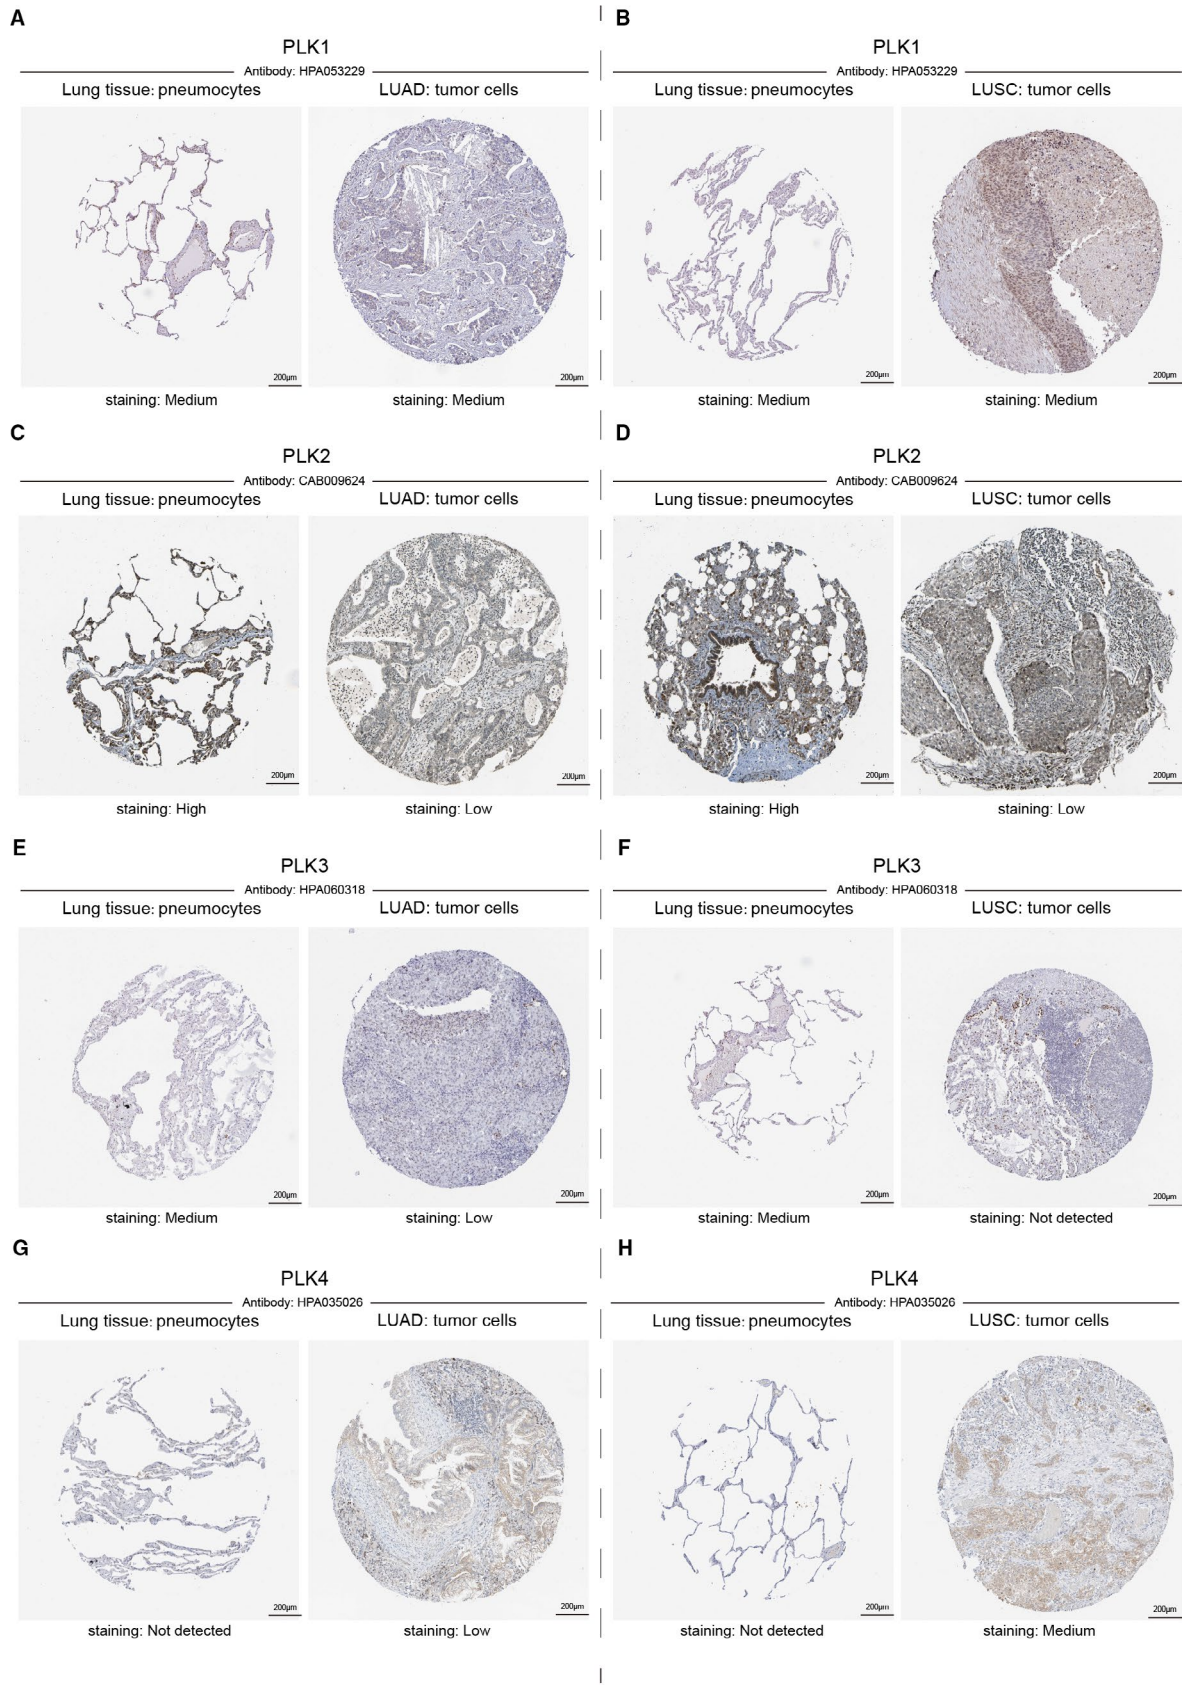 A
PLK1
Antibody: HPA053229
Lung tissue: pneumocytes
LUAD: tumor cells
200µm
200µm
staining: Medium
staining: Medium
B
PLK1
Antibody: HPA053229
Lung tissue: pneumocytes
LUSC: tumor cells
200µm
200µm
staining: Medium
staining: Medium
C
PLK2
Antibody: CAB009624
Lung tissue: pneumocytes
LUAD: tumor cells
200µm
200µm
staining: High
staining: Low
D
PLK2
Antibody: CAB009624
Lung tissue: pneumocytes
LUSC: tumor cells
200µm
200µm
staining: High
staining: Low
E
PLK3
Antibody: HPA060318
Lung tissue: pneumocytes
LUAD: tumor cells
200µm
200µm
staining: Medium
staining: Low
F
PLK3
Antibody: HPA060318
Lung tissue: pneumocytes
LUSC: tumor cells
200µm
200µm
staining: Medium
staining: Not detected
G
PLK4
Antibody: HPA035026
Lung tissue: pneumocytes
LUAD: tumor cells
200µm
200µm
staining: Not detected
staining: Low
H
PLK4
Antibody: HPA035026
Lung tissue: pneumocytes
LUSC: tumor cells
200µm
200µm
staining: Not detected
staining: Medium